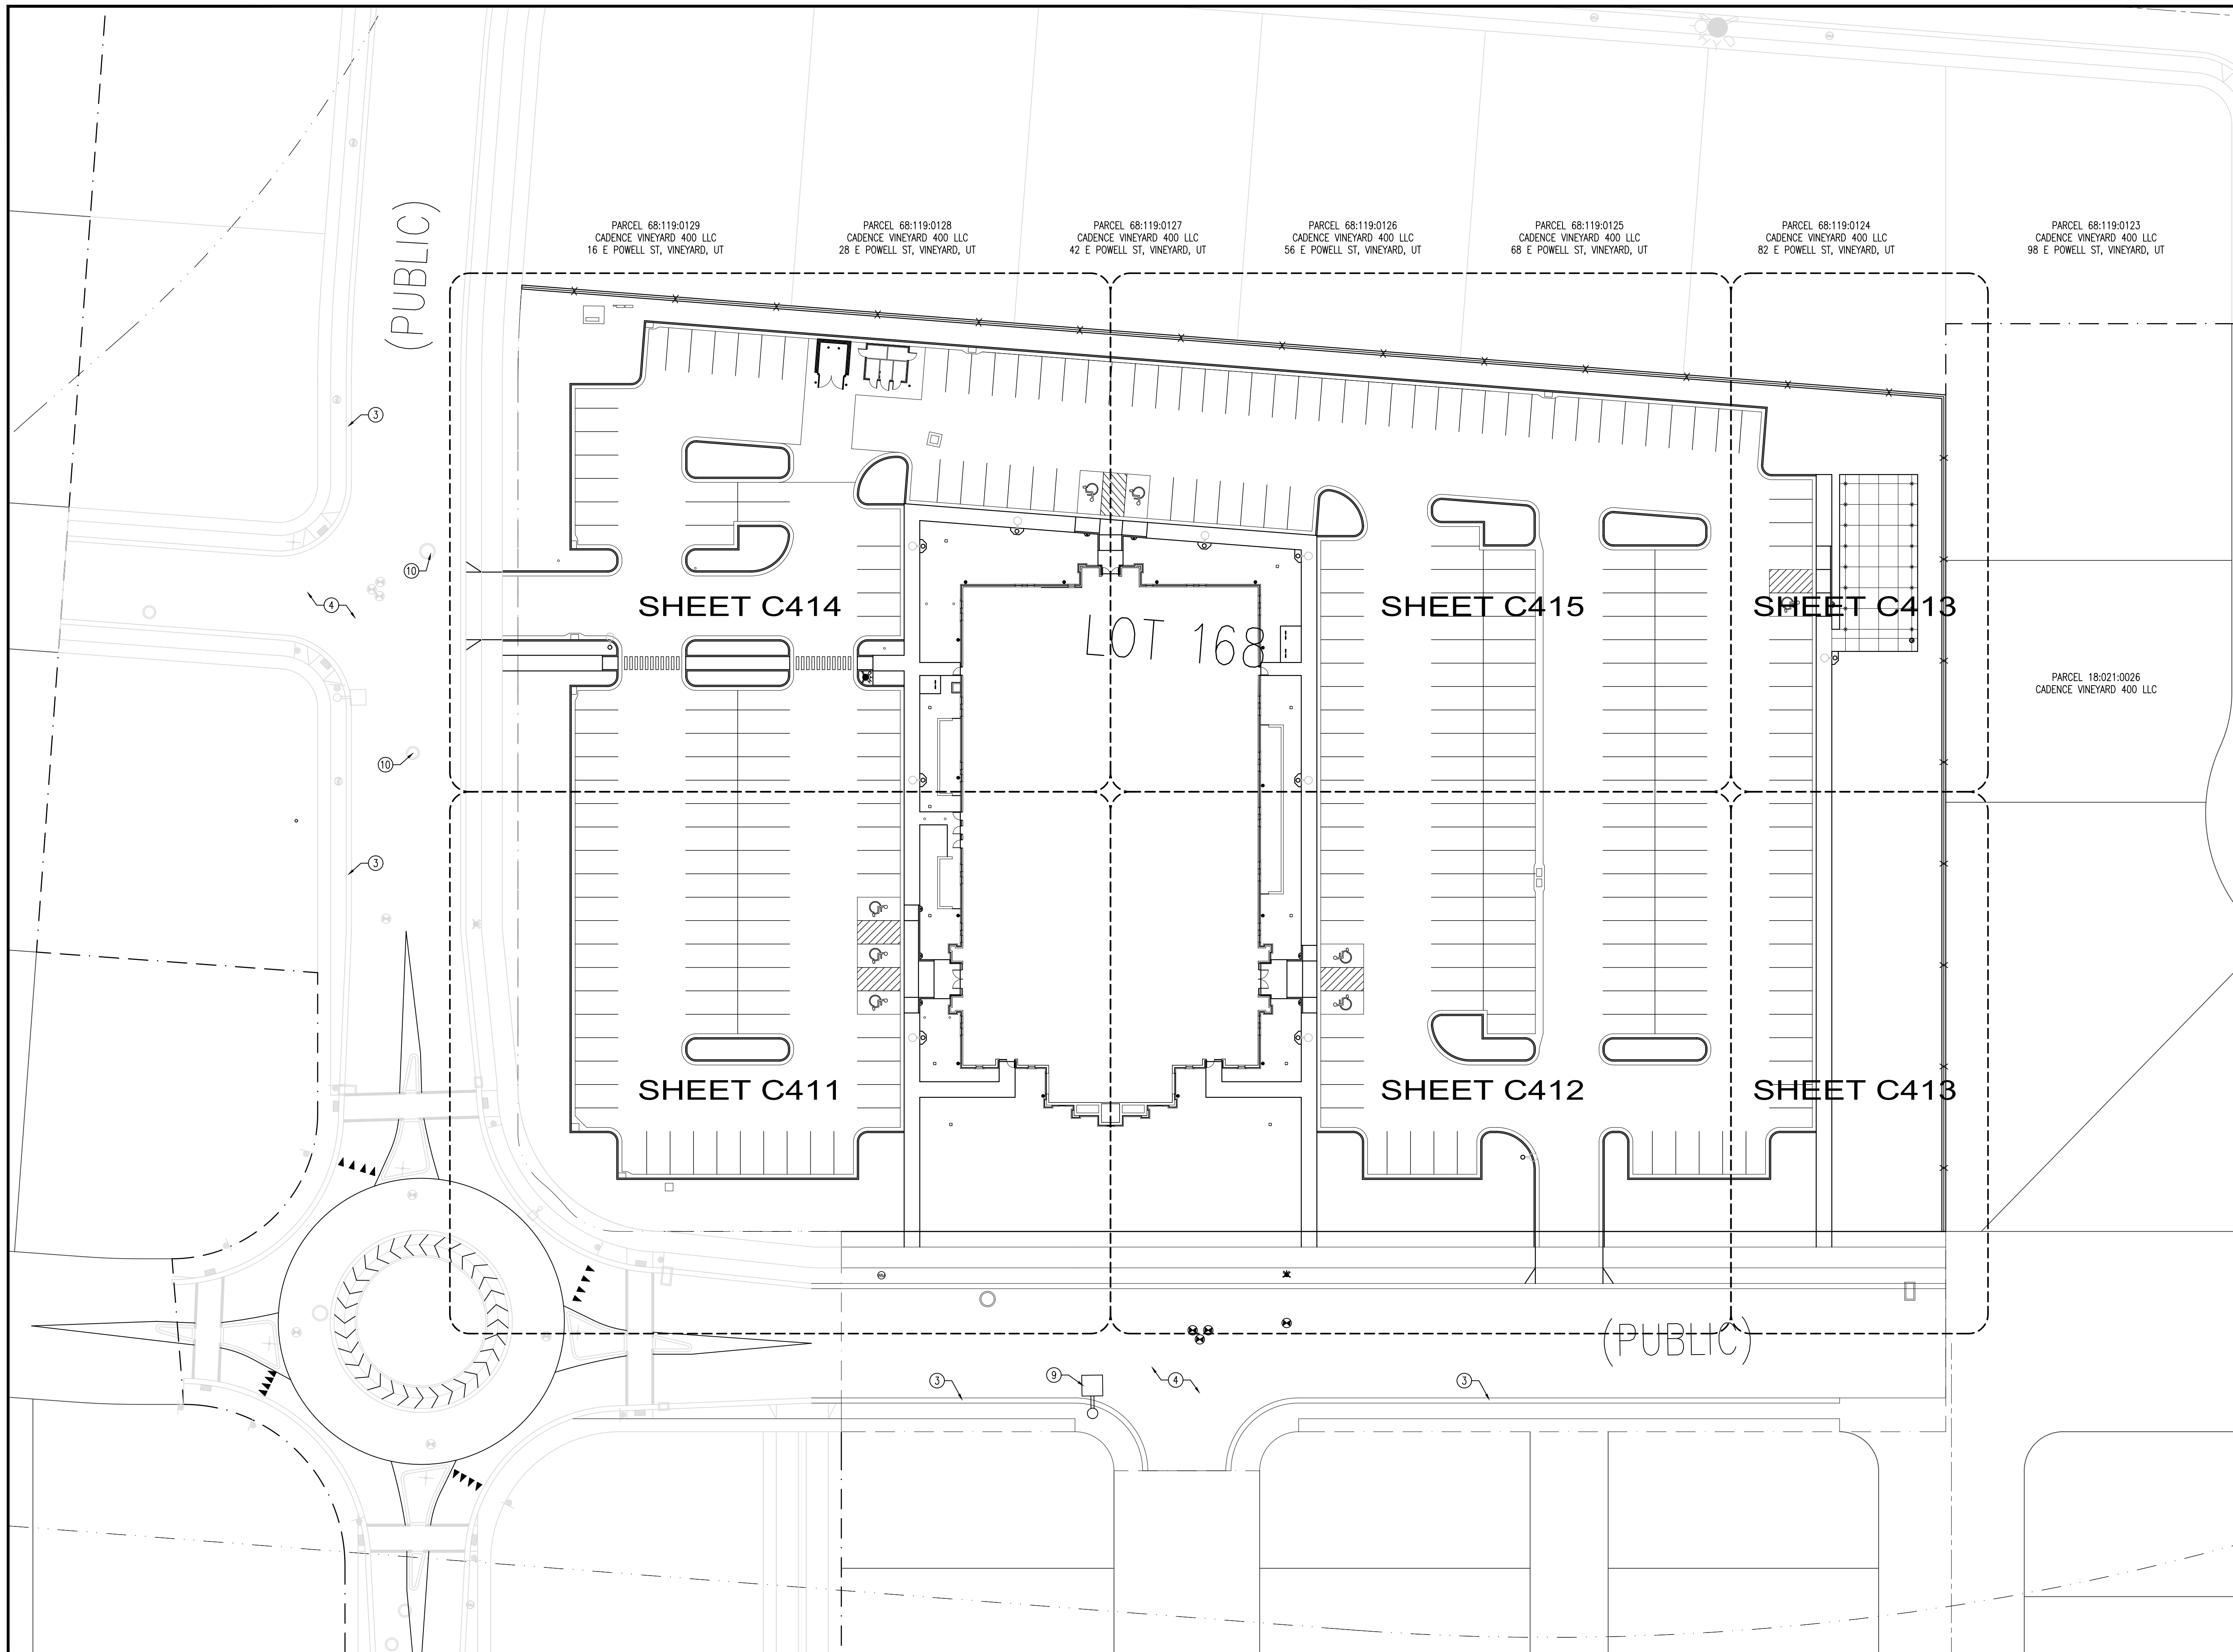 (PUBLIC)
PARCEL 68:119:0129
CADENCE VINEYARD 400 LLC
16 E POWELL ST, VINEYARD, UT
PARCEL 68:119:0128
CADENCE VINEYARD 400 LLC
28 E POWELL ST, VINEYARD, UT
PARCEL 68:119:0127
CADENCE VINEYARD 400 LLC
42 E POWELL ST, VINEYARD, UT
PARCEL 68:119:0126
CADENCE VINEYARD 400 LLC
56 E POWELL ST, VINEYARD, UT
PARCEL 68:119:0125
CADENCE VINEYARD 400 LLC
68 E POWELL ST, VINEYARD, UT
PARCEL 68:119:0124
CADENCE VINEYARD 400 LLC
82 E POWELL ST, VINEYARD, UT
PARCEL 68:119:0123
CADENCE VINEYARD 400 LLC
98 E POWELL ST, VINEYARD, UT
3
10
4
SHEET C414
LOT 168
SHEET C415
SHEET C413
PARCEL 18:021:0026
CADENCE VINEYARD 400 LLC
10
3
SHEET C411
SHEET C412
SHEET C413
(PUBLIC)
3
9
4
3